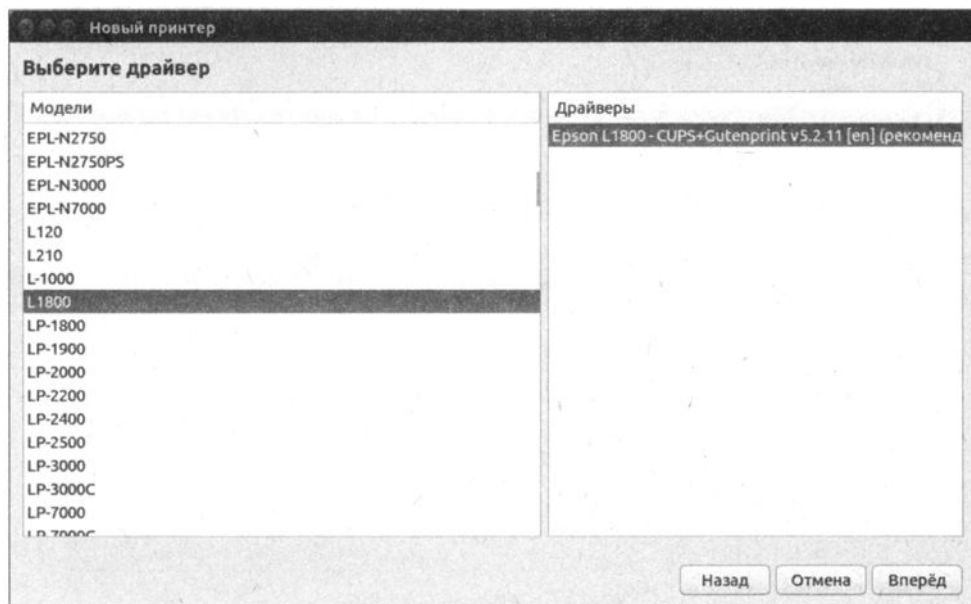 Новый принтер
Выберите драйвер
Модели
EPL-N2750
EPL-N2750PS
EPL-N3000
EPL-N7000
L120
L210
L-1000
L1800
LP-1800
LP-1900
LP-2000
LP-2200
LP-2400
LP-2500
LP-3000
LP-3000C
LP-7000
LP-7000C
Драйверы
Epson L1800 - CUPS+Gutenprint v5.2.11 [en] (рекоменд
Назад Отмена Вперёд